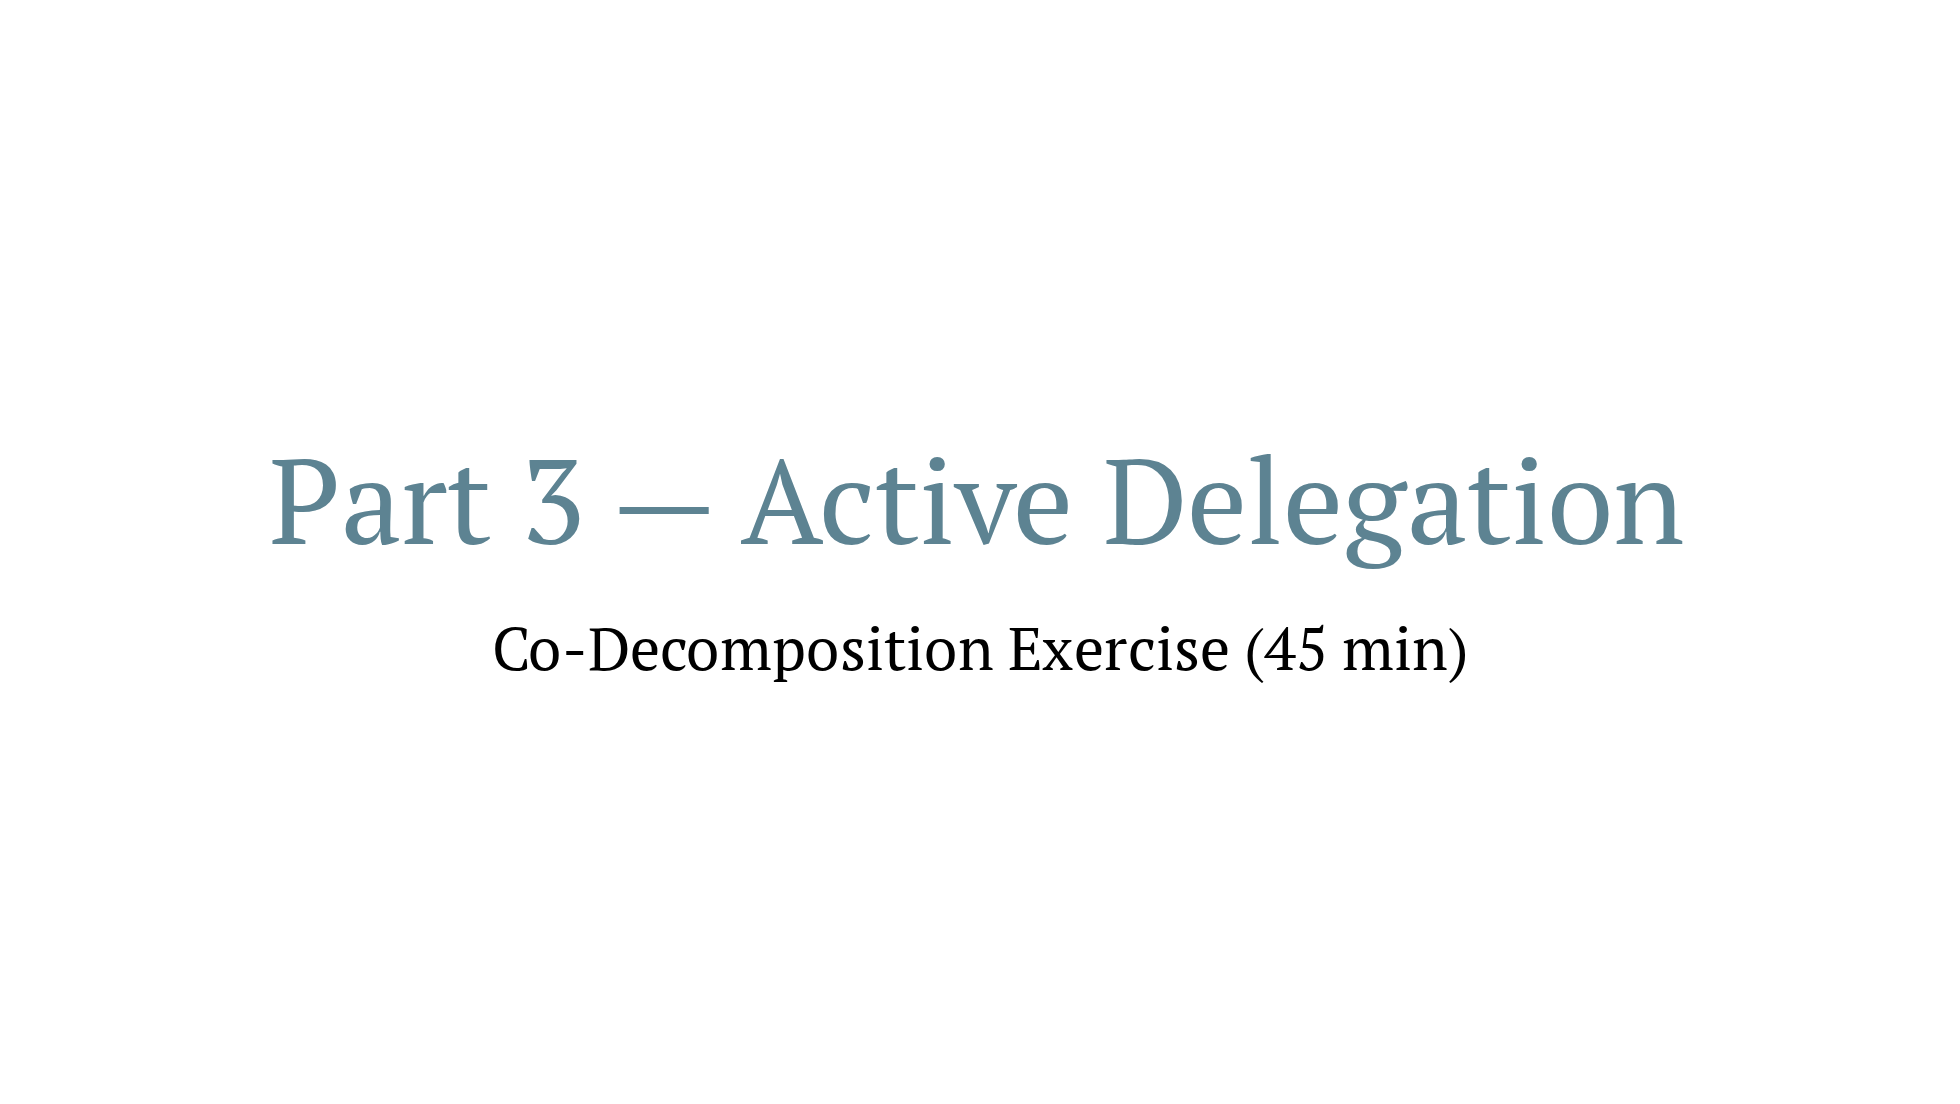 Part 3 — Active Delegation
Co-Decomposition Exercise (45 min)